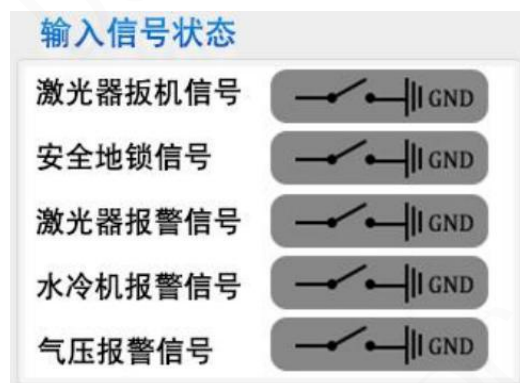 输入信号状态
激光器扳机信号 GND
安全地锁信号 GND
激光器报警信号 GND
水冷机报警信号 GND
气压报警信号 GND